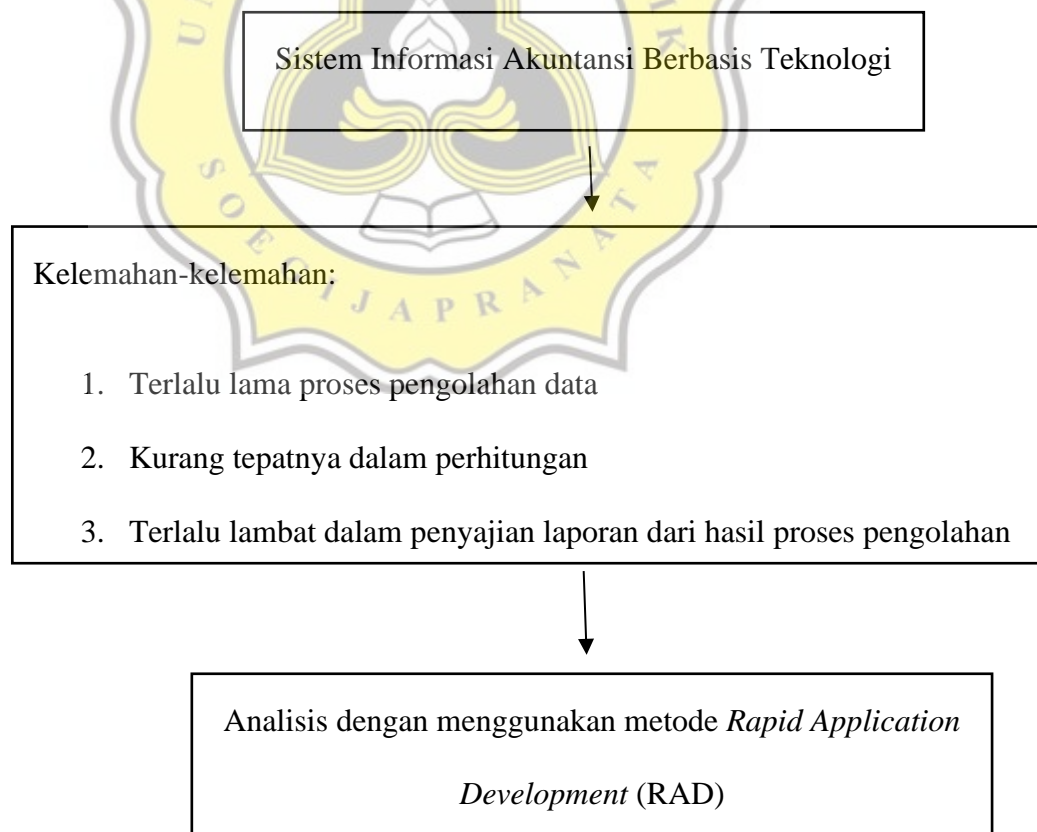 Sistem Informasi Akuntansi Berbasis Teknologi
SOEGIJAPRANATA
Kelemahan-kelemahan:
1. Terlalu lama proses pengolahan data
2. Kurang tepatnya dalam perhitungan
3. Terlalu lambat dalam penyajian laporan dari hasil proses pengolahan
Analisis dengan menggunakan metode Rapid Application
Development (RAD)